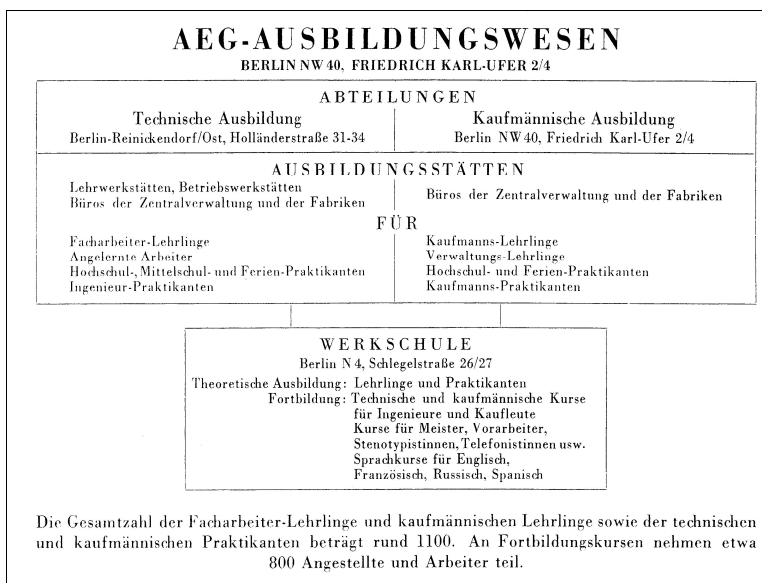 AEG-AUSBILDUNGSWESEN
BERLIN NW 40, FRIEDRICH KARL-UFER 2/4
ABTEILUNGEN
Technische Ausbildung
Berlin-Reinickendorf/Ost, Holländerstraße 31-34
Kaufmännische Ausbildung
Berlin NW 40, Friedrich Karl-Ufer 2/4
AUSBILDUNGSSTÄTTEN
Lehrwerkstätten, Betriebswerkstätten
Büros der Zentralverwaltung und der Fabriken
Büros der Zentralverwaltung und der Fabriken
FÜR
Facharbeiter-Lehrlinge
Angelernte Arbeiter
Hochschul-, Mittelschul- und Ferien-Praktikanten
Ingenieur-Praktikanten
Kaufmanns-Lehrlinge
Verwaltungs-Lehrlinge
Hochschul- und Ferien-Praktikanten
Kaufmanns-Praktikanten
WERKSCHULE
Berlin N 4, Schlegelstraße 26/27
Theoretische Ausbildung: Lehrlinge und Praktikanten
Fortbildung: Technische und kaufmännische Kurse
für Ingenieure und Kaufleute
Kurse für Meister, Vorarbeiter,
Stenotypistinnen, Telefonistinnen usw.
Sprachkurse für Englisch,
Französisch, Russisch, Spanisch
Die Gesamtzahl der Facharbeiter-Lehrlinge und kaufmännischen Lehrlinge sowie der technischen
und kaufmännischen Praktikanten beträgt rund 1100. An Fortbildungskursen nehmen etwa
800 Angestellte und Arbeiter teil.